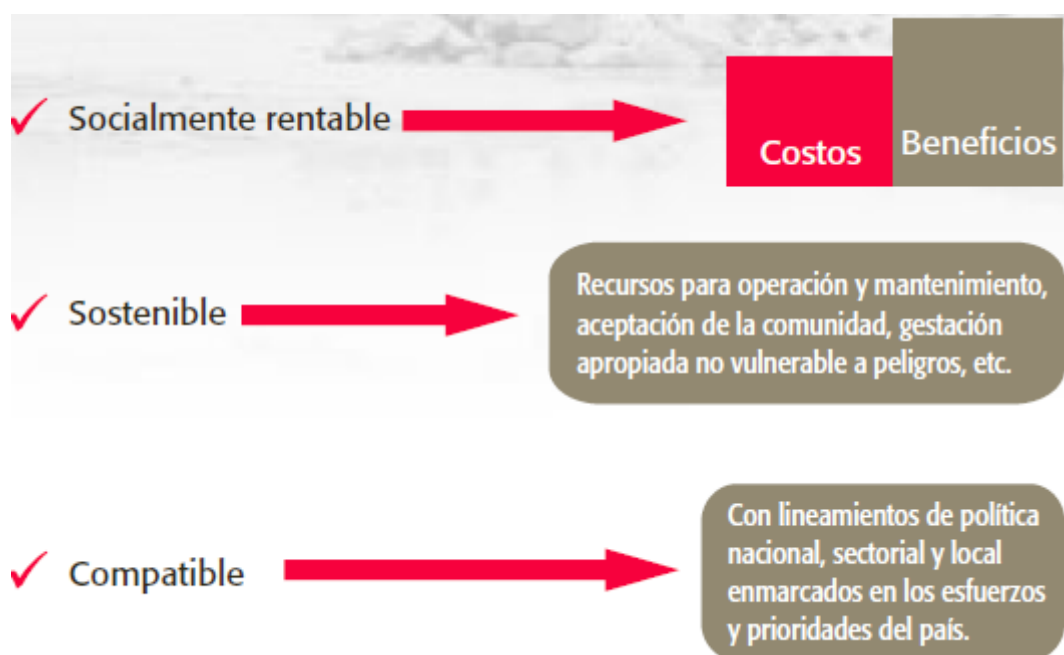 Socialmente rentable
Costos
Beneficios
Sostenible
Recursos para operación y mantenimiento,
aceptación de la comunidad, gestación
apropiada no vulnerable a peligros, etc.
Compatible
Con lineamientos de política
nacional, sectorial y local
enmarcados en los esfuerzos
y prioridades del país.